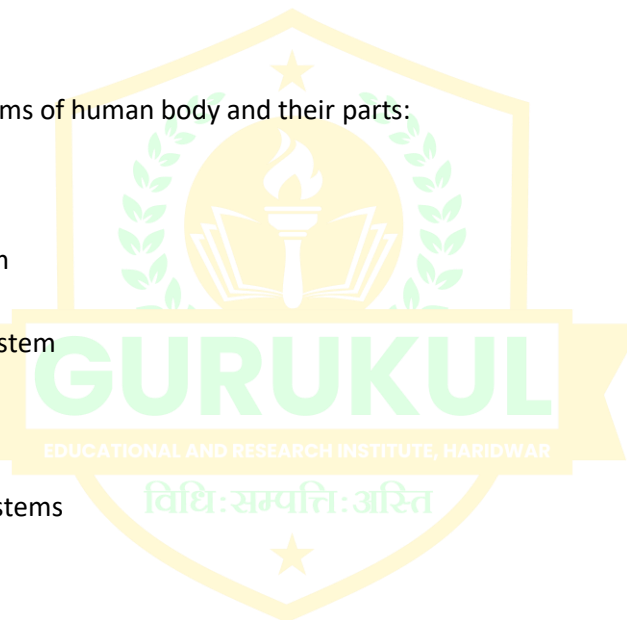 ms of human body and their parts:
m
stem
GURUKUL
EDUCATIONAL AND RESEARCH INSTITUTE, HARIDWAR
stems
विधि:सम्पत्ति:अस्ति